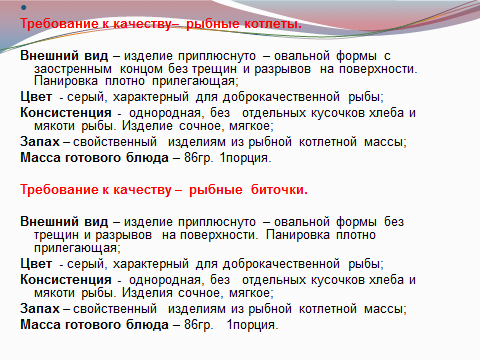 Требование к качеству– рыбные котлеты.
Внешний вид – изделие приплюснуто – овальной формы с
заостренным концом без трещин и разрывов на поверхности.
Панировка плотно прилегающая;
Цвет - серый, характерный для доброкачественной рыбы;
Консистенция - однородная, без отдельных кусочков хлеба и
мякоти рыбы. Изделие сочное, мягкое;
Запах – свойственный изделиям из рыбной котлетной массы;
Масса готового блюда – 86гр. 1порция.
Требование к качеству – рыбные биточки.
Внешний вид – изделие приплюснуто – овальной формы без
трещин и разрывов на поверхности. Панировка плотно
прилегающая;
Цвет - серый, характерный для доброкачественной рыбы;
Консистенция - однородная, без отдельных кусочков хлеба и
мякоти рыбы. Изделия сочное, мягкое;
Запах – свойственный изделиям из рыбной котлетной массы;
Масса готового блюда – 86гр. 1порция.